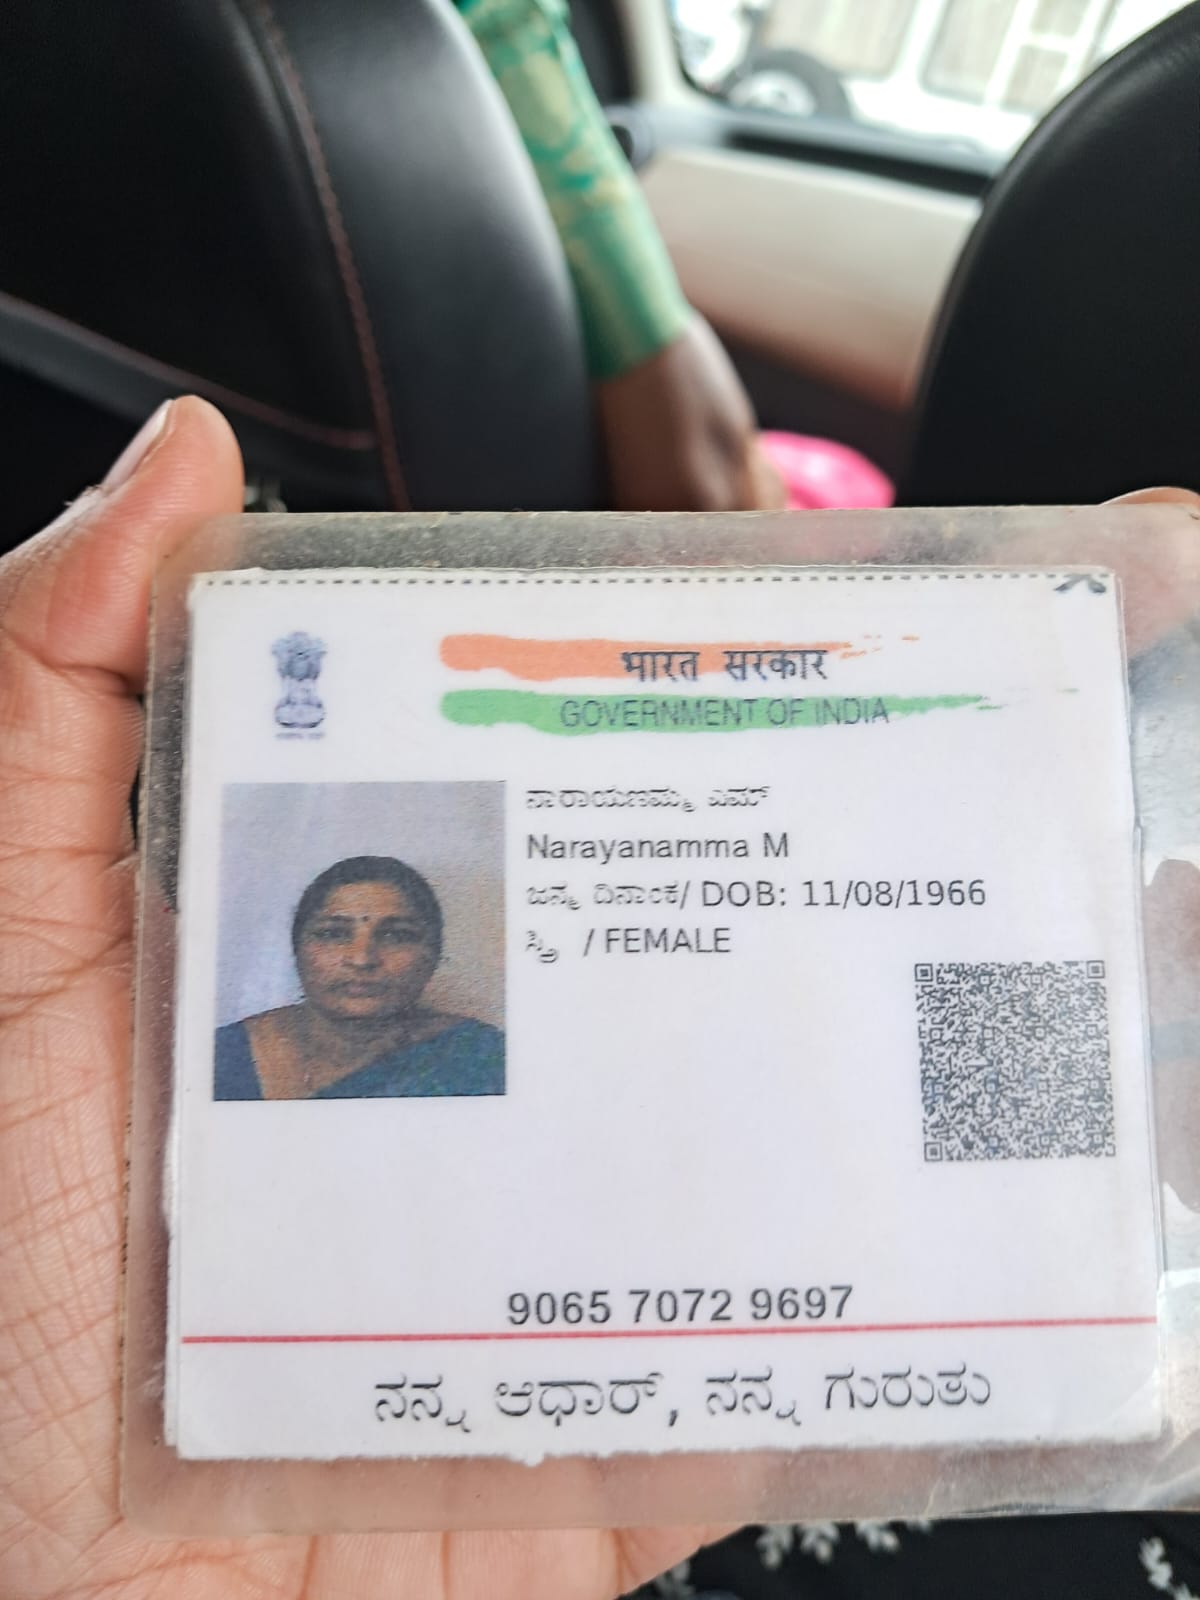 भारत सरकार
GOVERNMENT OF INDIA
ನಾರಾಯಣಮ್ಮ ಎಮ್
Narayanamma M
ಜನ್ಮ ದಿನಾಂಕ/ DOB: 11/08/1966
ಸ್ತ್ರೀ / FEMALE
9065 7072 9697
ನನ್ನ ಆಧಾರ್, ನನ್ನ ಗುರುತು